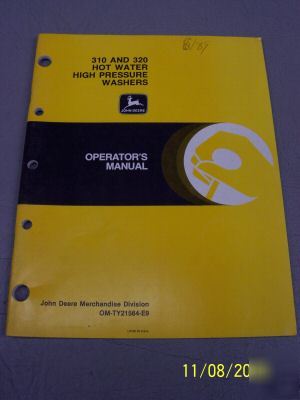 310 AND 320
HOT WATER
HIGH PRESSURE
WASHERS
JOHN DEERE
OPERATOR'S
MANUAL
John Deere Merchandise Division
OM-TY21564-E9
11/08/20